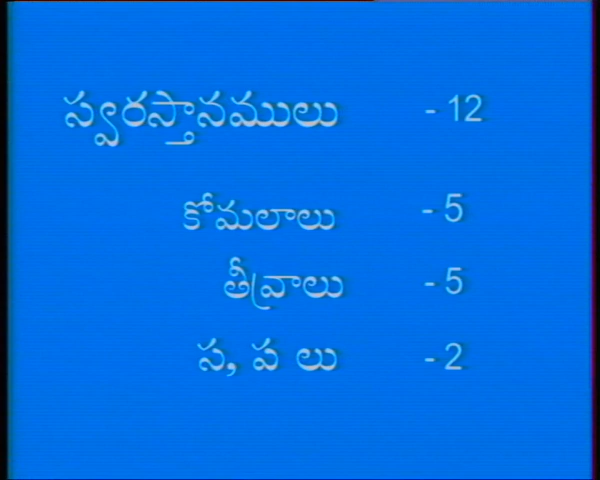 స్వరస్తానములు - 12
కోమలాలు - 5
తీవ్రాలు - 5
స, ప లు - 2